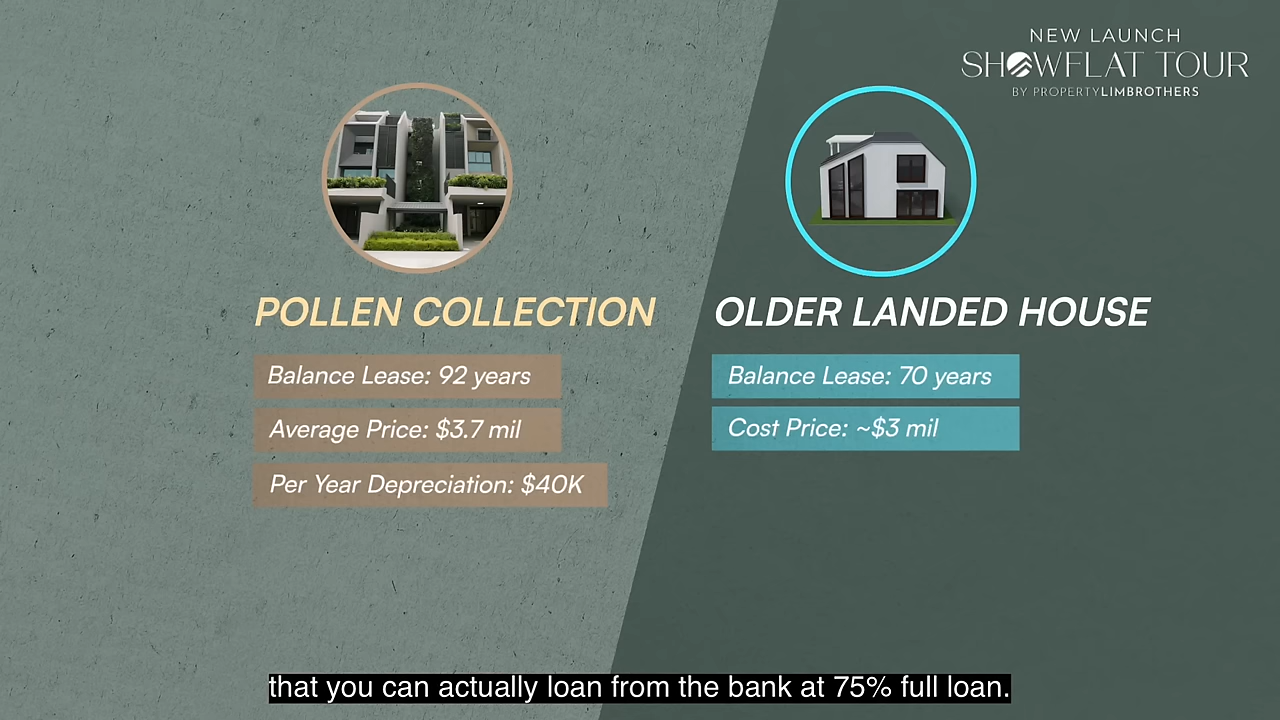 NEW LAUNCH
SHOWFLAT TOUR
BY PROPERTYLIMBROTHERS
POLLEN COLLECTION
Balance Lease: 92 years
Average Price: $3.7 mil
Per Year Depreciation: $40K
OLDER LANDED HOUSE
Balance Lease: 70 years
Cost Price: ~$3 mil
that you can actually loan from the bank at 75% full loan.